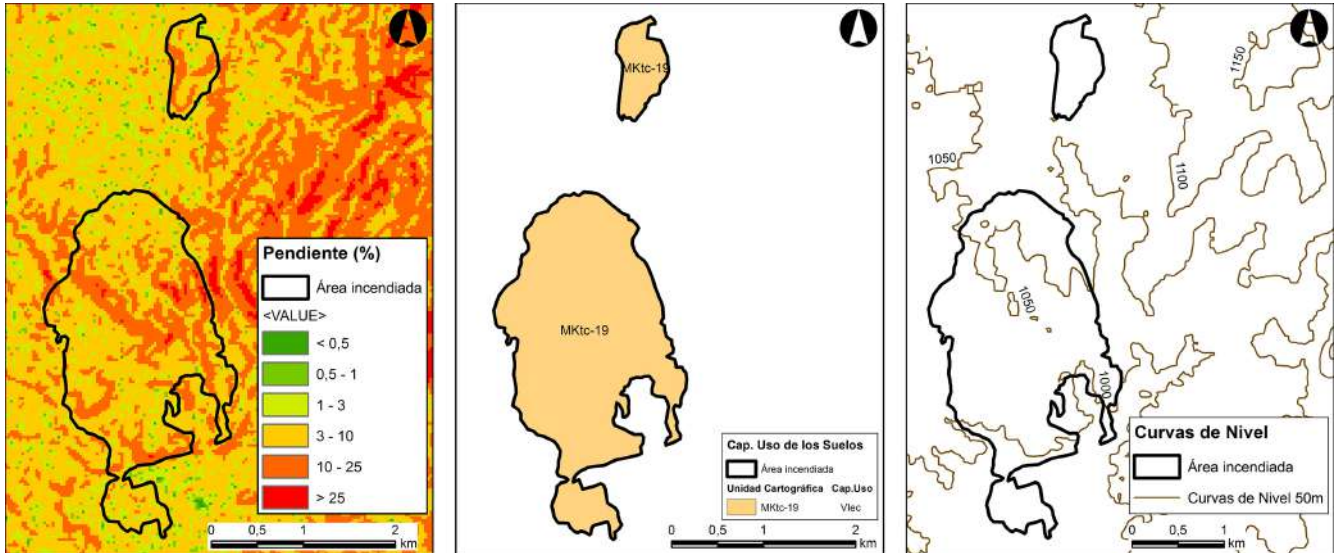 Pendiente (%)
Área incendiada
<VALUE>
< 0,5
0,5 - 1
1 - 3
3 - 10
10 - 25
> 25
0 0,5 1 2
km
MKtc-19
MKtc-19
Cap. Uso de los Suelos
Área incendiada
Unidad Cartográfica Cap.Uso
MKtc-19 VIec
0 0,5 1 2
km
1150
1050
1100
1050
1000
Curvas de Nivel
Área incendiada
Curvas de Nivel 50m
0 0,5 1
km